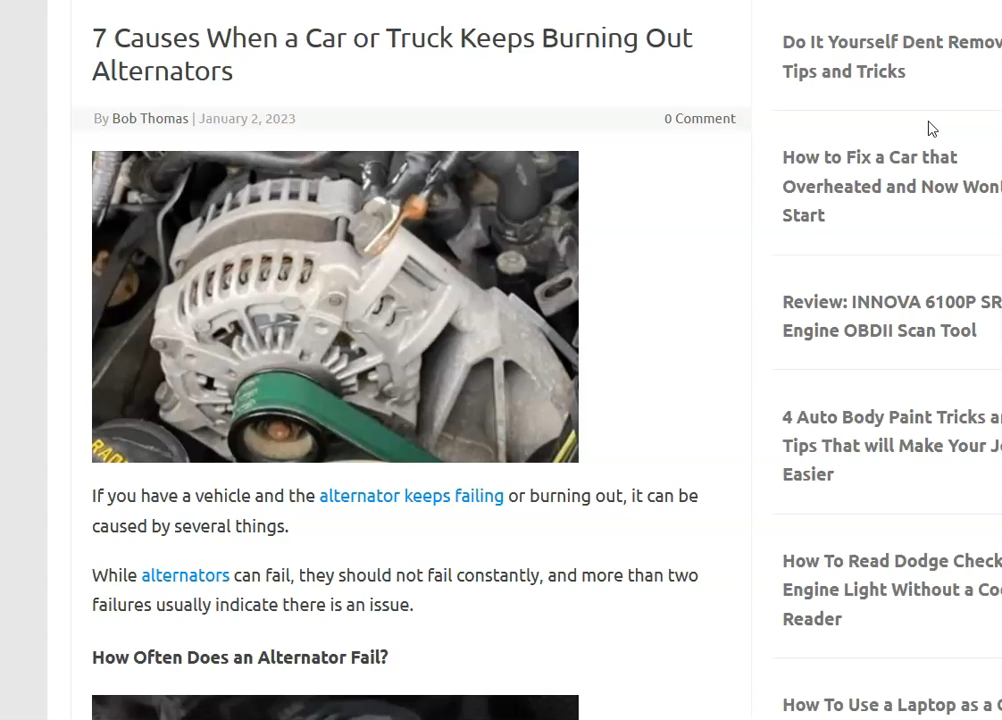 7 Causes When a Car or Truck Keeps Burning Out
Alternators
By Bob Thomas | January 2, 2023
0 Comment
If you have a vehicle and the alternator keeps failing or burning out, it can be
caused by several things.
While alternators can fail, they should not fail constantly, and more than two
failures usually indicate there is an issue.
How Often Does an Alternator Fail?
Do It Yourself Dent Remov
Tips and Tricks
How to Fix a Car that
Overheated and Now Wont
Start
Review: INNOVA 6100P SR
Engine OBDII Scan Tool
4 Auto Body Paint Tricks a
Tips That will Make Your J
Easier
How To Read Dodge Check
Engine Light Without a Co
Reader
How To Use a Laptop as a